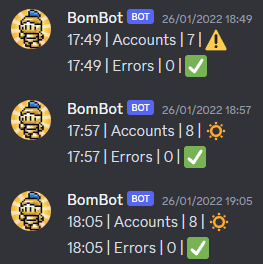 BomBot BOT 26/01/2022 18:49
17:49 | Accounts | 7 | ⚠️
17:49 | Errors | 0 | ✅
BomBot BOT 26/01/2022 18:57
17:57 | Accounts | 8 | 🔅
17:57 | Errors | 0 | ✅
BomBot BOT 26/01/2022 19:05
18:05 | Accounts | 8 | 🔅
18:05 | Errors | 0 | ✅